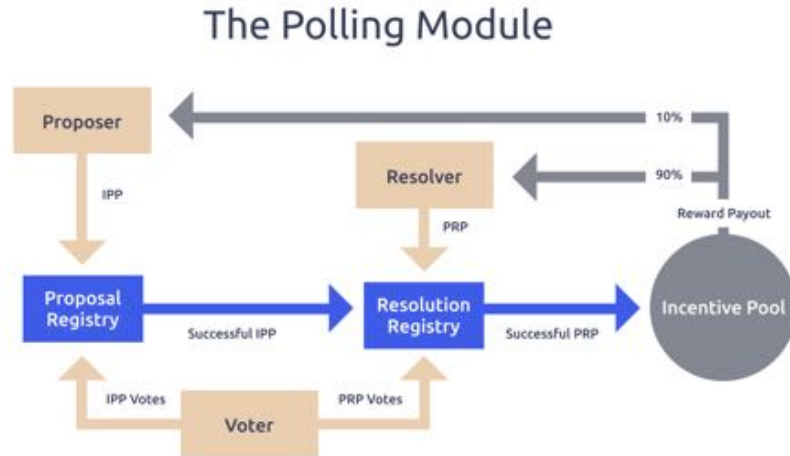 The Polling Module
Proposer
10%
IPP
Resolver
90%
PRP
Reward Payout
Proposal
Registry
Successful IPP
Resolution
Registry
Successful PRP
Incentive Pool
IPP Votes
Voter
PRP Votes